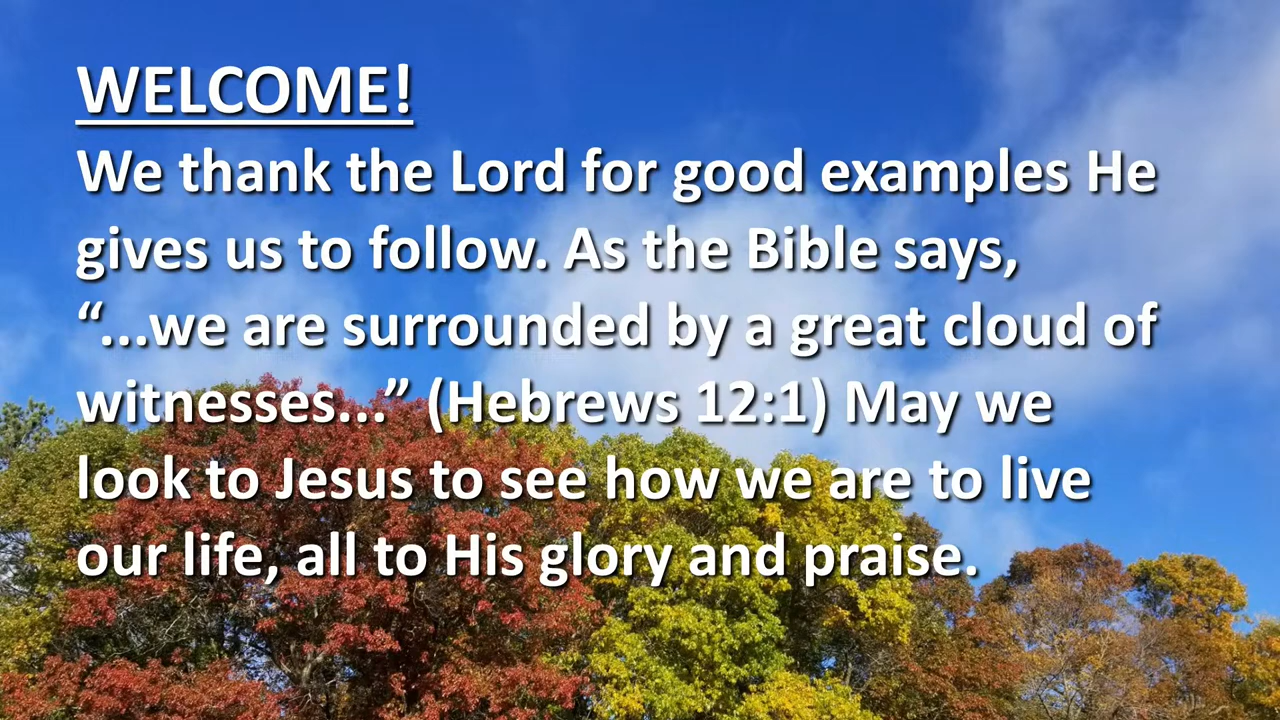 WELCOME!
We thank the Lord for good examples He
gives us to follow. As the Bible says,
“...we are surrounded by a great cloud of
witnesses...” (Hebrews 12:1) May we
look to Jesus to see how we are to live
our life, all to His glory and praise.